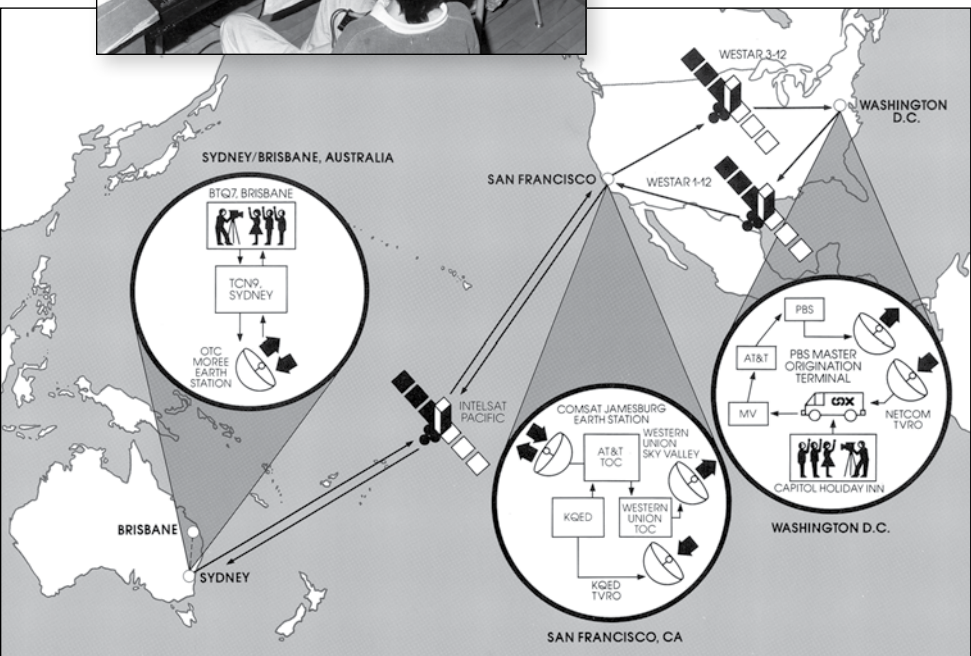 WESTAR 3-12
WASHINGTON
D.C.
SYDNEY/BRISBANE, AUSTRALIA
SAN FRANCISCO
WESTAR 1-12
BTQ7, BRISBANE
TCN9,
SYDNEY
OTC
MOREE
EARTH
STATION
INTELSAT
PACIFIC
BRISBANE
SYDNEY
COMSAT JAMESBURG
EARTH STATION
AT&T
TOC
WESTERN
UNION
SKY VALLEY
KQED
WESTERN
UNION
TOC
KQED
TVRO
SAN FRANCISCO, CA
PBS
AT&T
PBS MASTER
ORIGINATION
TERMINAL
MV
COX
NETCOM
TVRO
CAPITOL HOLIDAY INN
WASHINGTON D.C.